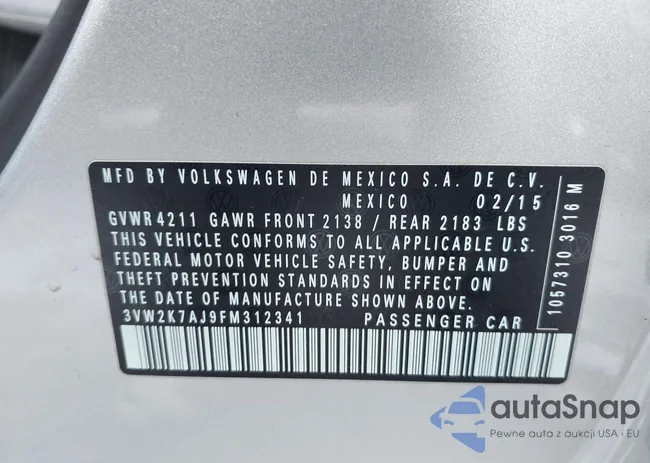 MFD BY VOLKSWAGEN DE MEXICO S.A. DE C.V.
MEXICO 02/15
GVWR 4211 GAWR FRONT 2138 / REAR 2183 LBS
THIS VEHICLE CONFORMS TO ALL APPLICABLE U.S.
FEDERAL MOTOR VEHICLE SAFETY, BUMPER AND
THEFT PREVENTION STANDARDS IN EFFECT ON
THE DATE OF MANUFACTURE SHOWN ABOVE.
3VW2K7AJ9FM312341 PASSENGER CAR
1057310 3016 M
autaSnap
Pewne auta z aukcji USA i EU